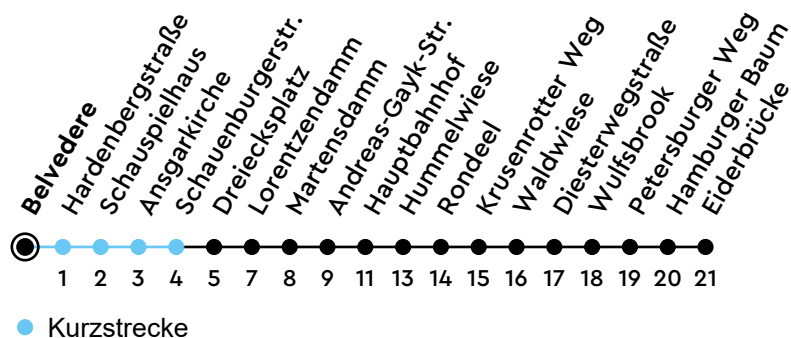 Belvedere
Hardenbergstraße
Schauspielhaus
Ansgarkirche
Schauenburgerstr.
Dreiecksplatz
Lorentzendamm
Martensdamm
Andreas-Gayk-Str.
Hauptbahnhof
Hummelwiese
Rondeel
Krusenrotter Weg
Waldwiese
Diesterwegstraße
Wulfsbrook
Petersburger Weg
Hamburger Baum
Eiderbrücke
1 2 3 4 5 7 8 9 11 13 14 15 16 17 18 19 20 21
Kurzstrecke